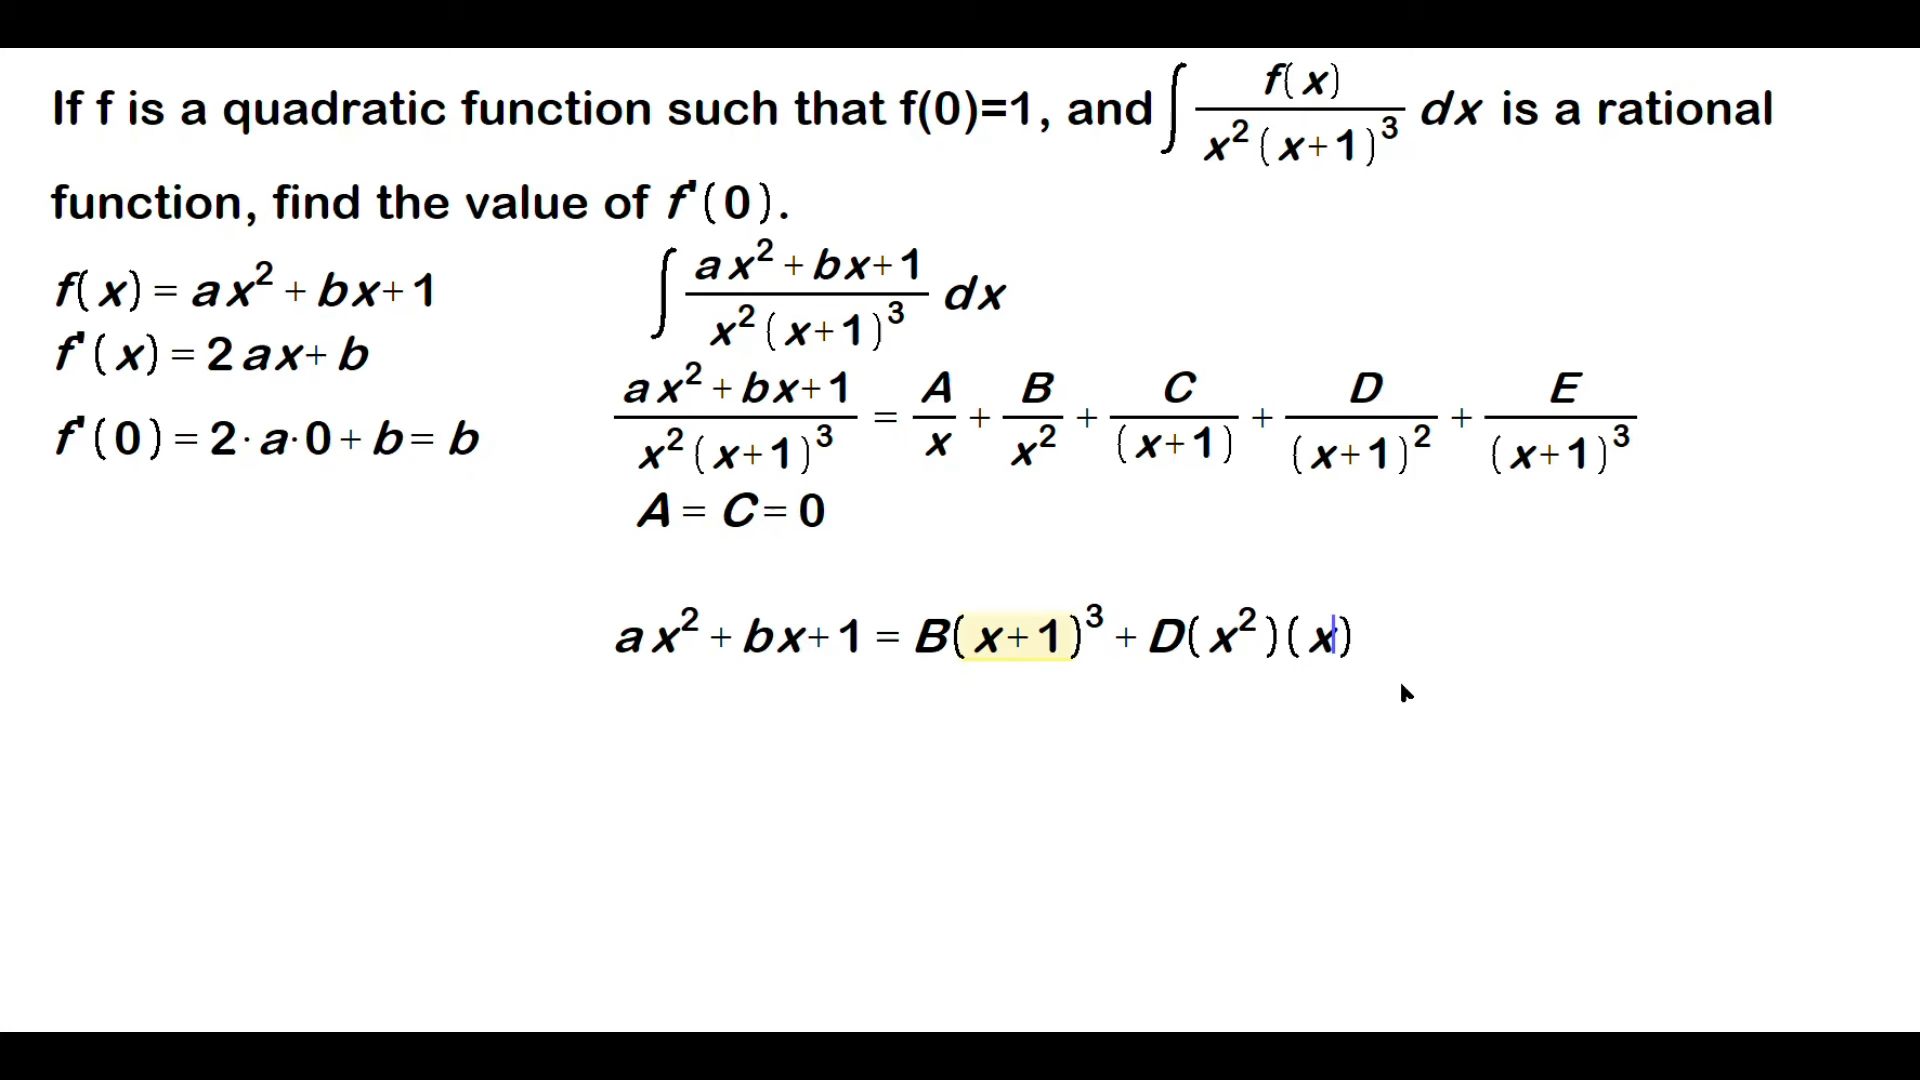 If f is a quadratic function such that f(0)=1, and ∫ f(x) / x²(x+1)³ dx is a rational
function, find the value of f'(0).
f(x) = ax² + bx+1
∫ ax² + bx+1 / x²(x+1)³ dx
f'(x) = 2ax+b
ax² + bx+1 / x²(x+1)³ = A/x + B/x² + C/(x+1) + D/(x+1)² + E/(x+1)³
f'(0) = 2·a·0+b = b
A = C = 0
ax² + bx+1 = B(x+1)³ + D(x²)(x)